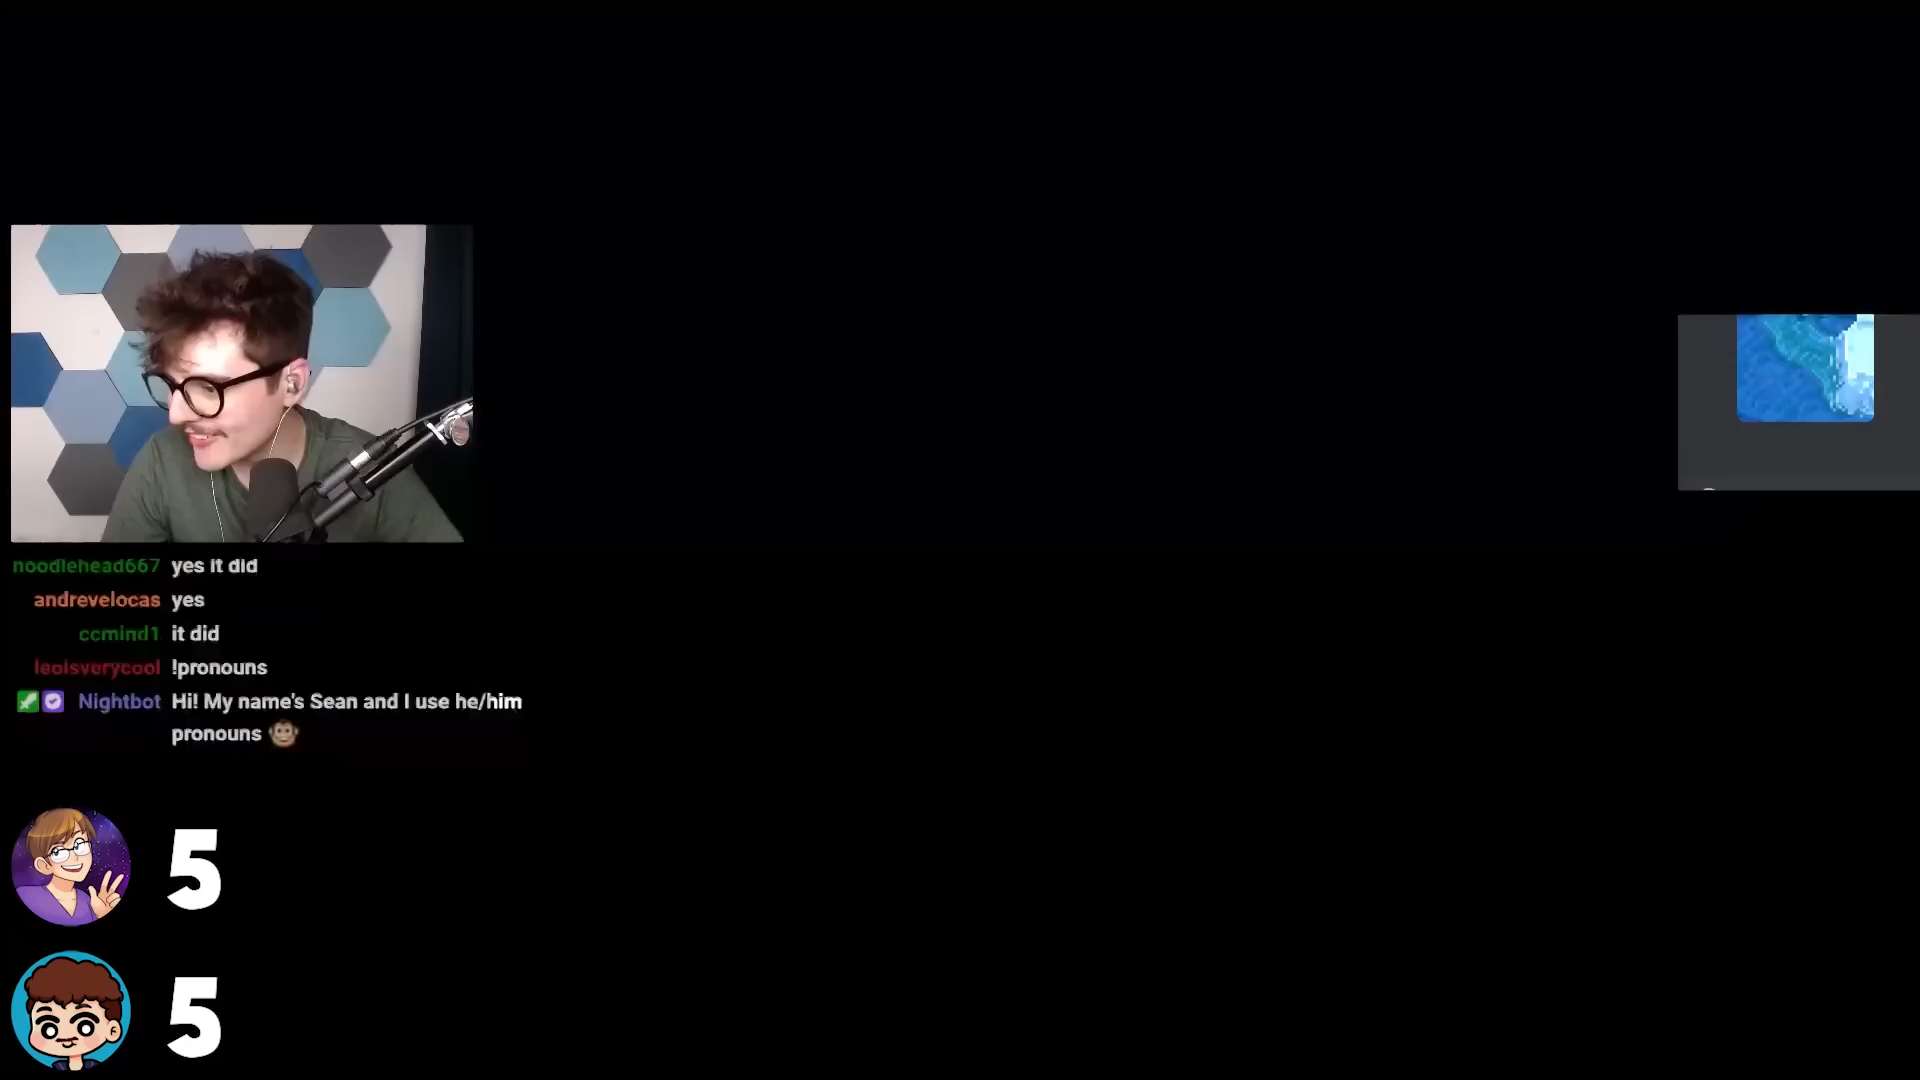 noodlehead667 yes it did
andrevelocas yes
ccmind1 it did
leoisverycool !pronouns
Nightbot Hi! My name's Sean and I use he/him
pronouns
5
5